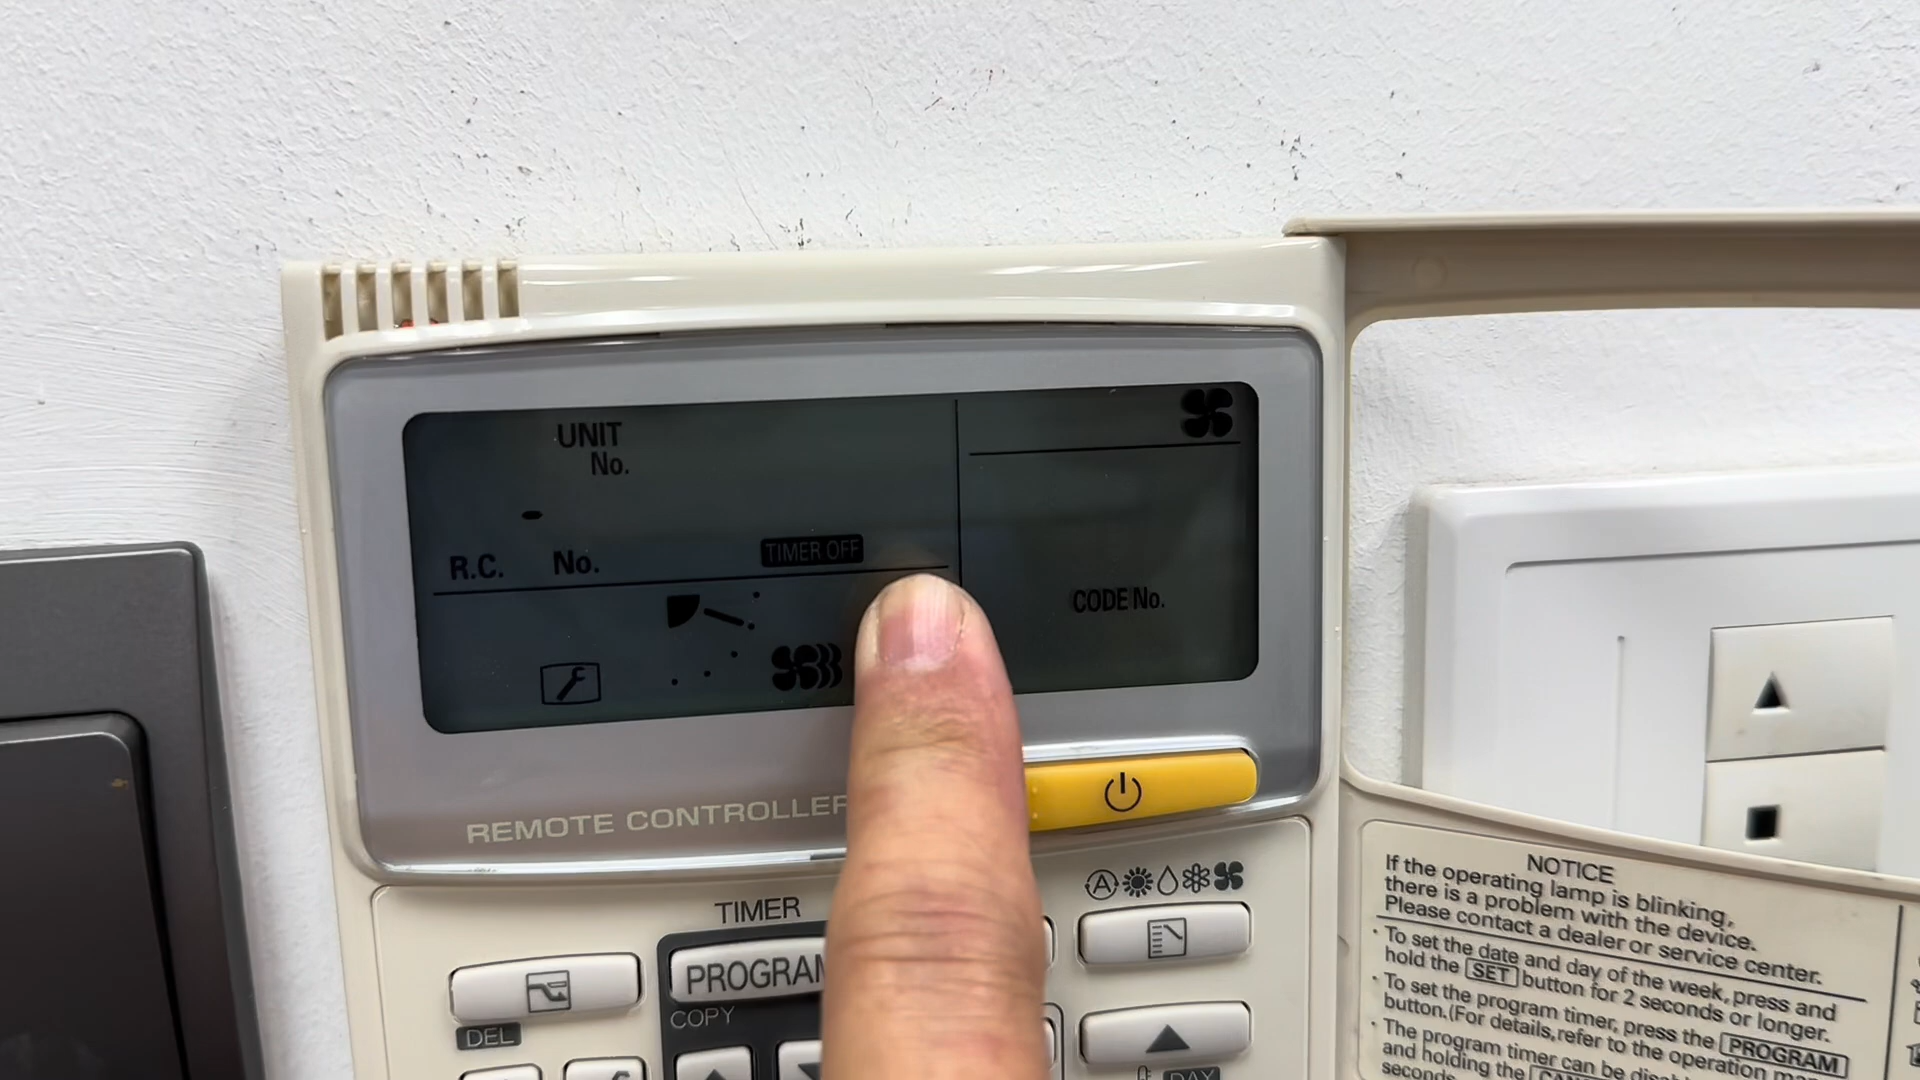 UNIT
No.
R.C. No.
TIMER OFF
CODE No.
REMOTE CONTROLLER
TIMER
PROGRAM
COPY
DEL
DAY
NOTICE
If the operating lamp is blinking,
there is a problem with the device.
Please contact a dealer or service center.
· To set the date and day of the week, press and
hold the SET button for 2 seconds or longer.
· To set the program timer, press the PROGRAM
button. (For details, refer to the operation
· The program timer can be
and holding the
seconds